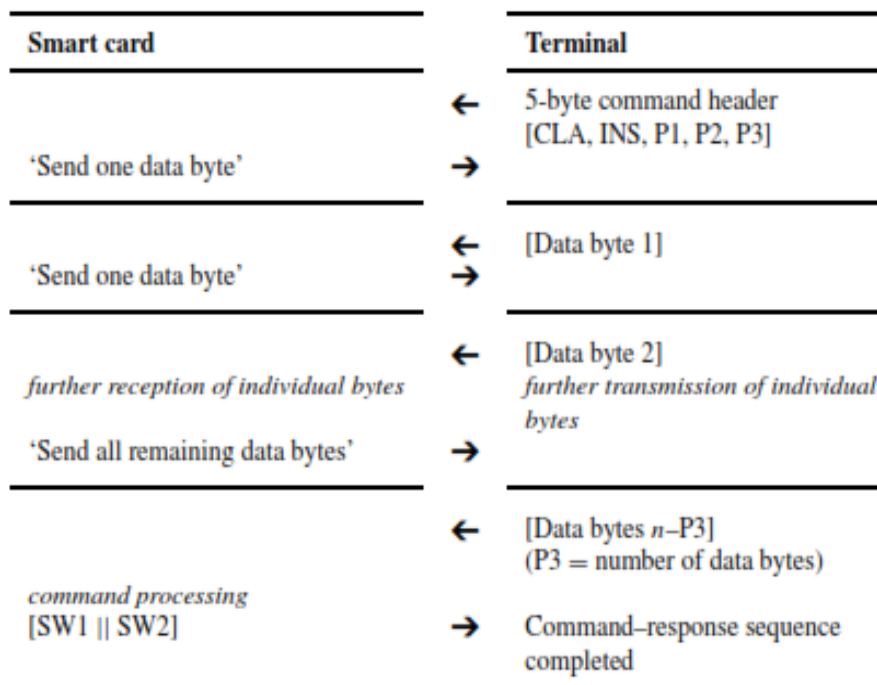 Smart card Terminal
← 5-byte command header
[CLA, INS, P1, P2, P3]
‘Send one data byte’ →
← [Data byte 1]
‘Send one data byte’ →
← [Data byte 2]
further reception of individual bytes further transmission of individual
bytes
‘Send all remaining data bytes’ →
← [Data bytes n–P3]
(P3 = number of data bytes)
command processing
[SW1 || SW2] → Command–response sequence
completed